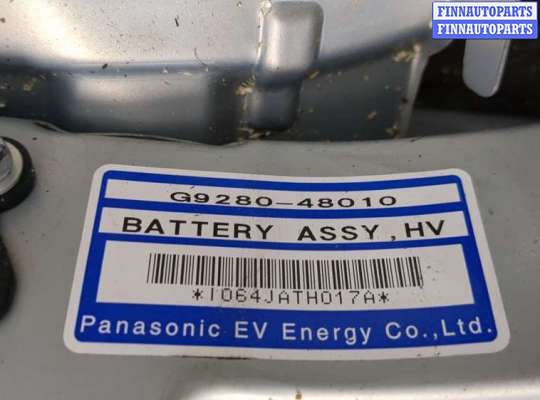 FINNAUTOPARTS
FINNAUTOPARTS
G9280-48010
BATTERY ASSY,HV
*I064JATH017A*
Panasonic EV Energy Co.,Ltd.